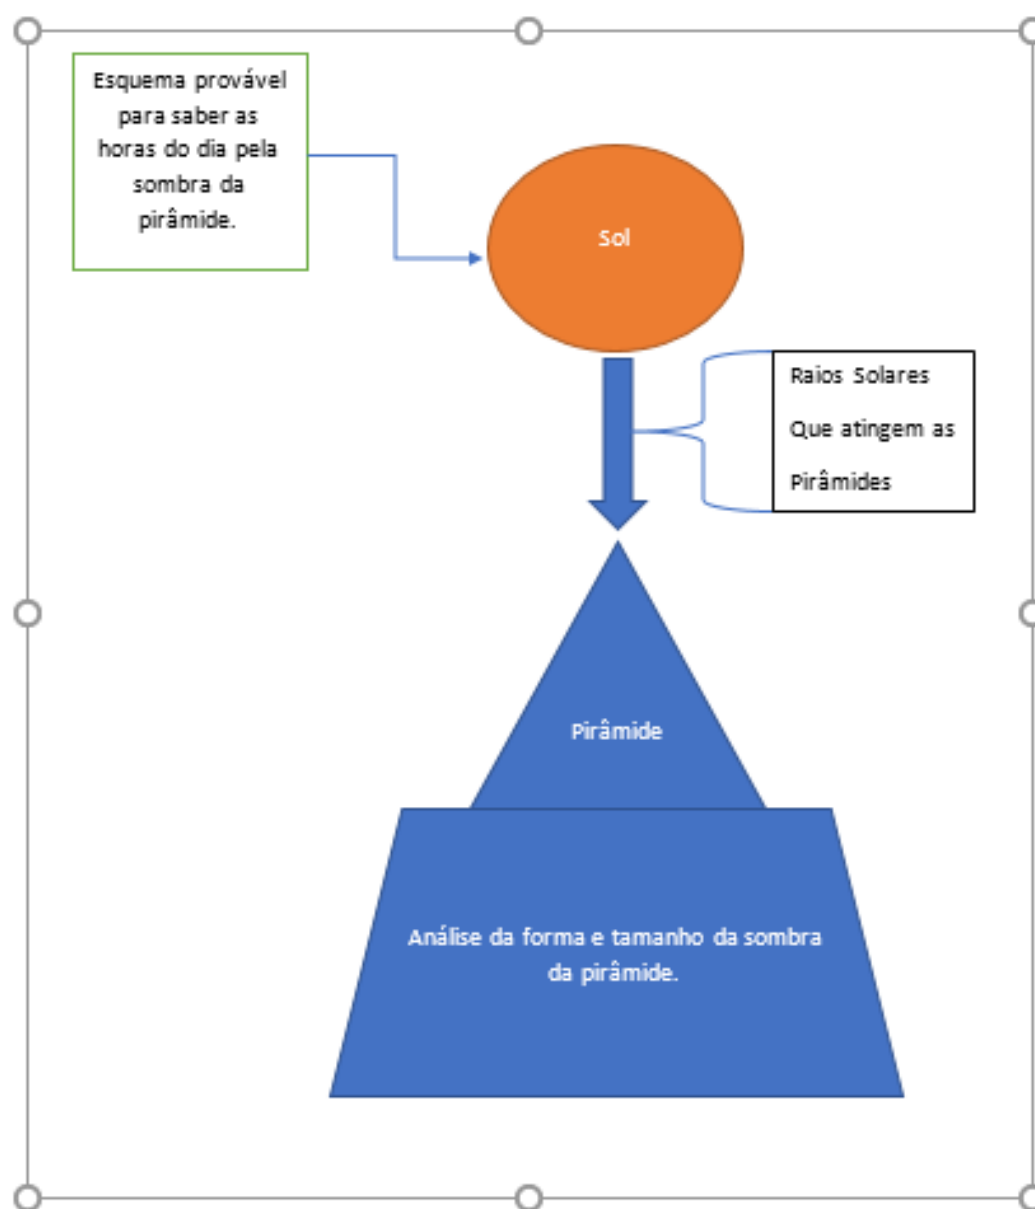 Esquema provável
para saber as
horas do dia pela
sombra da
pirâmide.
Sol
Raios Solares
Que atingem as
Pirâmides
Pirâmide
Análise da forma e tamanho da sombra
da pirâmide.